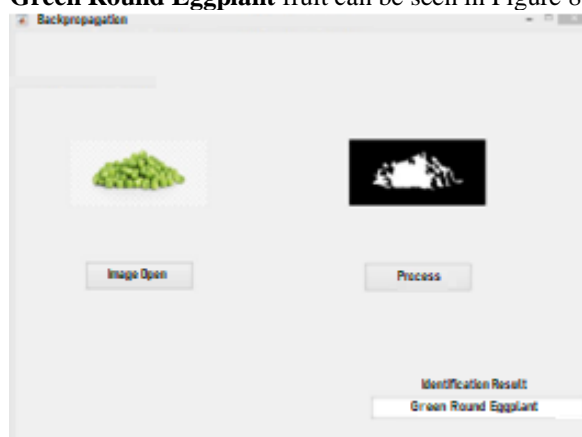 Green Round Eggplant fruit can be seen in Figure 8
Backpropagation
Image Open
Process
Identification Result
Green Round Eggplant